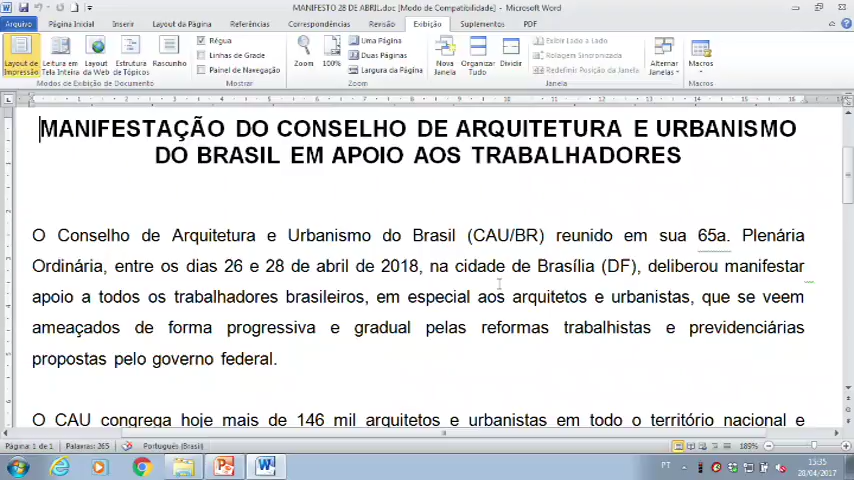 MANIFESTO 28 DE ABRIL.doc [Modo de Compatibilidade] - Microsoft Word
Arquivo Página Inicial Inserir Layout da Página Referências Correspondências Revisão Exibição Suplementos PDF
Layout de Impressão
Leitura em Tela Inteira
Layout da Web
Estrutura de Tópicos
Rascunho
Modos de Exibição de Documento
Régua
Linhas de Grade
Painel de Navegação
Mostrar
Zoom
100%
Uma Página
Duas Páginas
Largura da Página
Zoom
Nova Janela
Organizar Tudo
Dividir
Exibir Lado a Lado
Rolagem Sincronizada
Redefinir Posição da Janela
Alternar Janelas
Janela
Macros
Macros
MANIFESTAÇÃO DO CONSELHO DE ARQUITETURA E URBANISMO
DO BRASIL EM APOIO AOS TRABALHADORES
O Conselho de Arquitetura e Urbanismo do Brasil (CAU/BR) reunido em sua 65a. Plenária
Ordinária, entre os dias 26 e 28 de abril de 2018, na cidade de Brasília (DF), deliberou manifestar
apoio a todos os trabalhadores brasileiros, em especial aos arquitetos e urbanistas, que se veem
ameaçados de forma progressiva e gradual pelas reformas trabalhistas e previdenciárias
propostas pelo governo federal.
O CAU congrega hoje mais de 146 mil arquitetos e urbanistas em todo o território nacional e
Página: 1 de 1 Palavras: 265 Português (Brasil) 189%
PT 15:35
28/04/2017